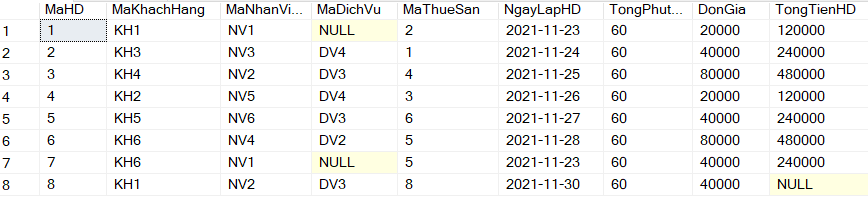 MaHD MaKhachHang MaNhanVi... MaDichVu MaThueSan NgayLapHD TongPhut... DonGia TongTienHD
1 1 KH1 NV1 NULL 2 2021-11-23 60 20000 120000
2 2 KH3 NV3 DV4 1 2021-11-24 60 40000 240000
3 3 KH4 NV2 DV3 4 2021-11-25 60 80000 480000
4 4 KH2 NV5 DV4 3 2021-11-26 60 20000 120000
5 5 KH5 NV6 DV3 6 2021-11-27 60 40000 240000
6 6 KH6 NV4 DV2 5 2021-11-28 60 80000 480000
7 7 KH6 NV1 NULL 5 2021-11-23 60 40000 240000
8 8 KH1 NV2 DV3 8 2021-11-30 60 40000 NULL